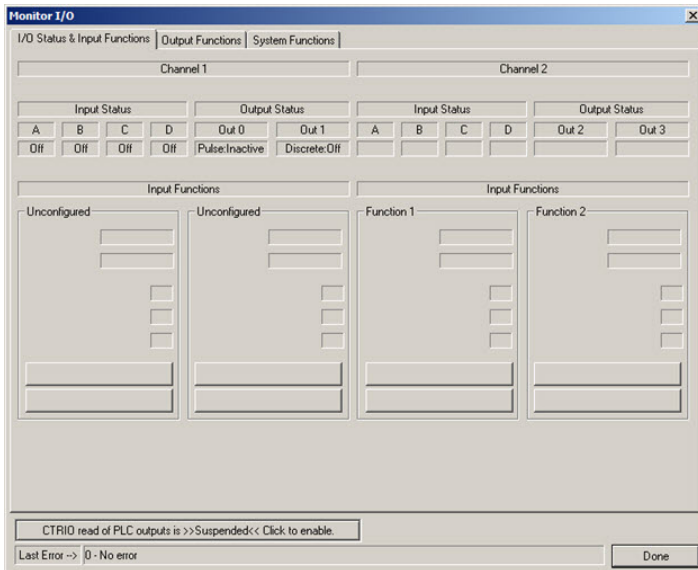 Monitor I/O
I/O Status & Input Functions Output Functions System Functions
Channel 1 Channel 2
Input Status Output Status Input Status Output Status
A B C D Out 0 Out 1 A B C D Out 2 Out 3
Off Off Off Off Pulse:Inactive Discrete:Off
Input Functions Input Functions
Unconfigured Unconfigured Function 1 Function 2
CTRIO read of PLC outputs is >>Suspended<< Click to enable.
Last Error --> 0 - No error Done